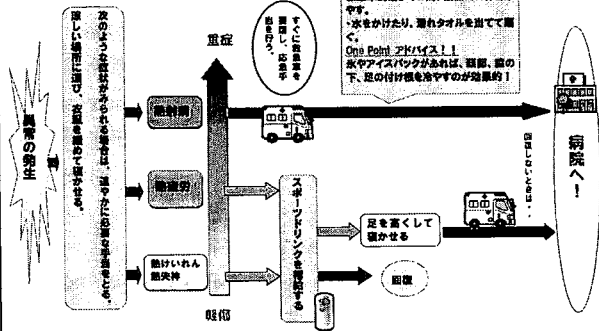 異常の発生
次のような症状がみられる場合は、速やかに必要な手当をとる。
涼しい場所に運び、衣服を緩めて寝かせる。
熱射病
熱疲労
熱けいれん
熱失神
重症
軽傷
すぐに救急車を
要請し、応急手
当を行う。
やす。
・水をかけたり、濡れタオルを当てて扇
ぐ。
One Point アドバイス！！
氷やアイスパックがあれば、頸部、脇の
下、足の付け根を冷やすのが効果的！
スポーツドリンクを補給する
足を高くして
寝かせる
回復
回復しないときは・・
病院へ！